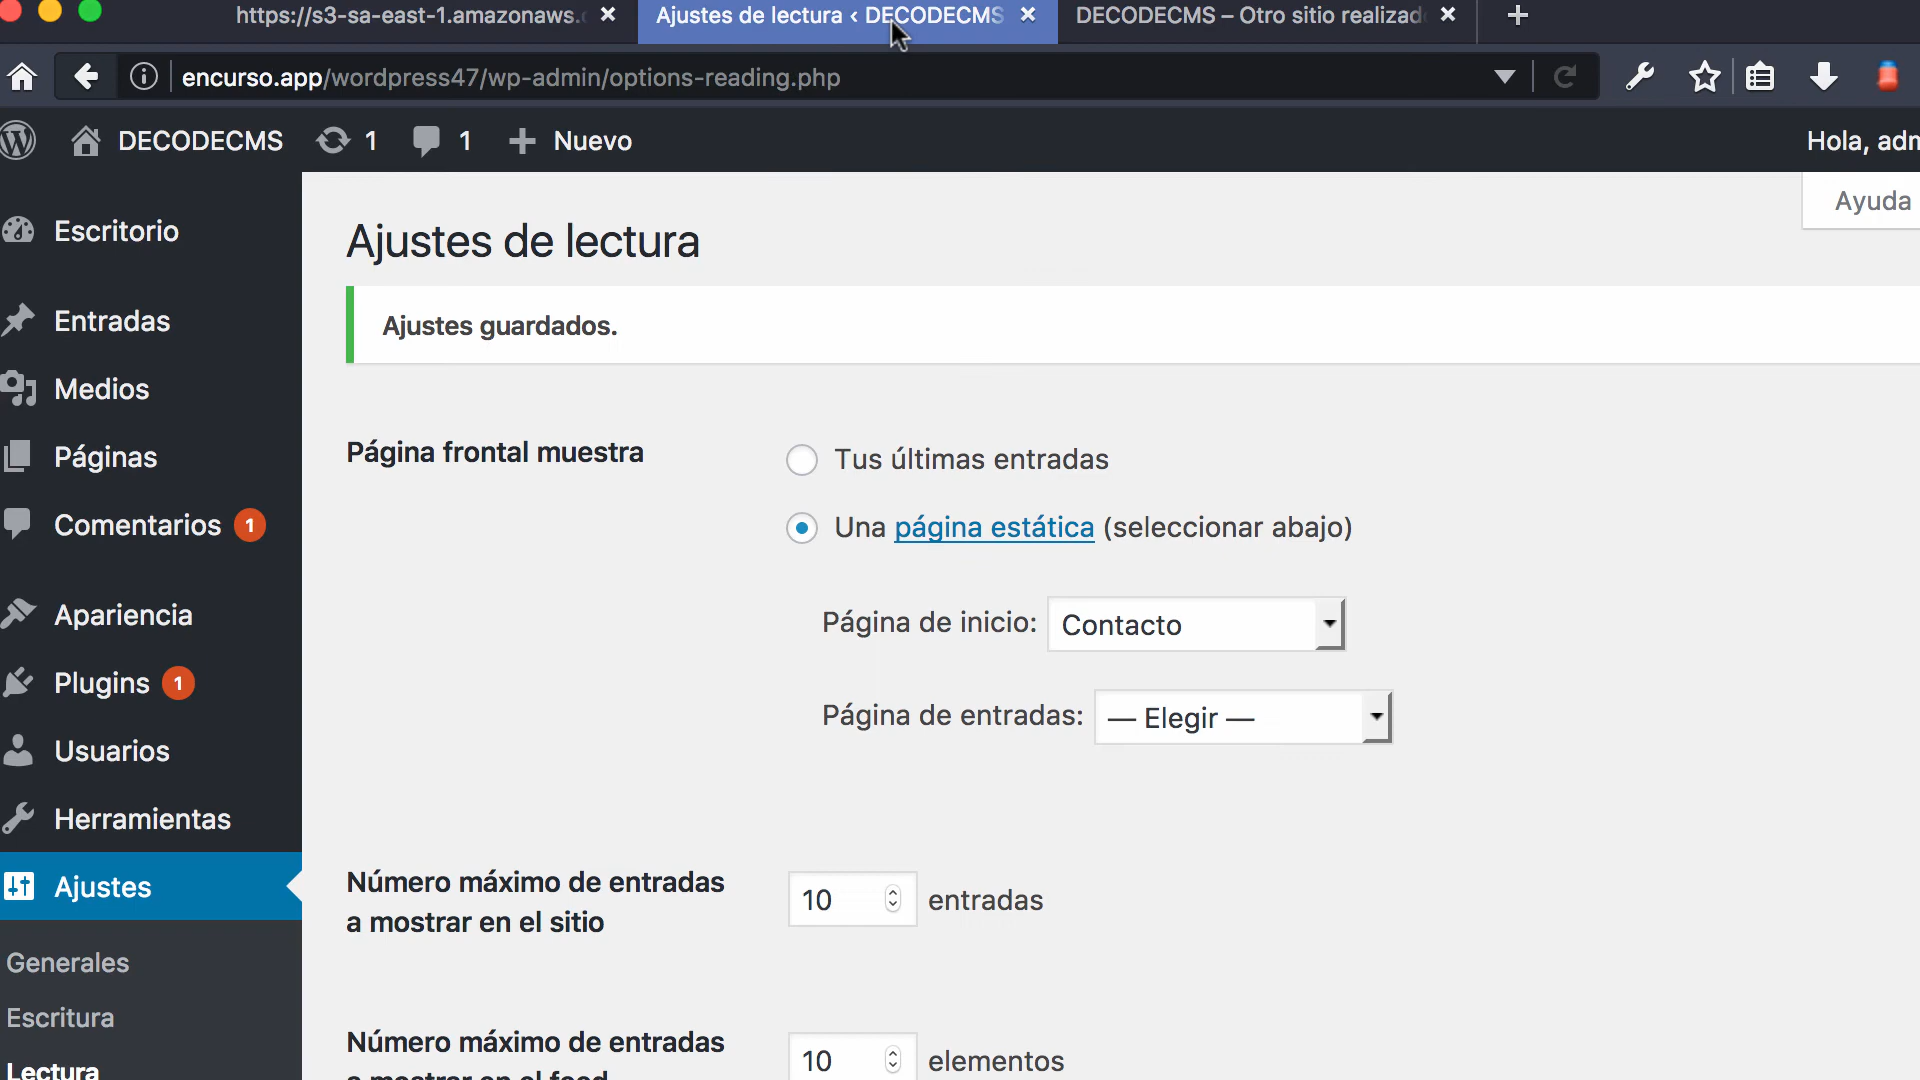 https://s3-sa-east-1.amazonaws.
Ajustes de lectura ‹ DECODECMS
DECODECMS – Otro sitio realizad
encurso.app/wordpress47/wp-admin/options-reading.php
DECODECMS
1
1
Nuevo
Hola, adm
Ayuda
Escritorio
Entradas
Medios
Páginas
Comentarios 1
Apariencia
Plugins 1
Usuarios
Herramientas
Ajustes
Generales
Escritura
Lectura
Ajustes de lectura
Ajustes guardados.
Página frontal muestra
Tus últimas entradas
Una página estática (seleccionar abajo)
Página de inicio: Contacto
Página de entradas: — Elegir —
Número máximo de entradas
a mostrar en el sitio
10 entradas
Número máximo de entradas
a mostrar en el feed
10 elementos